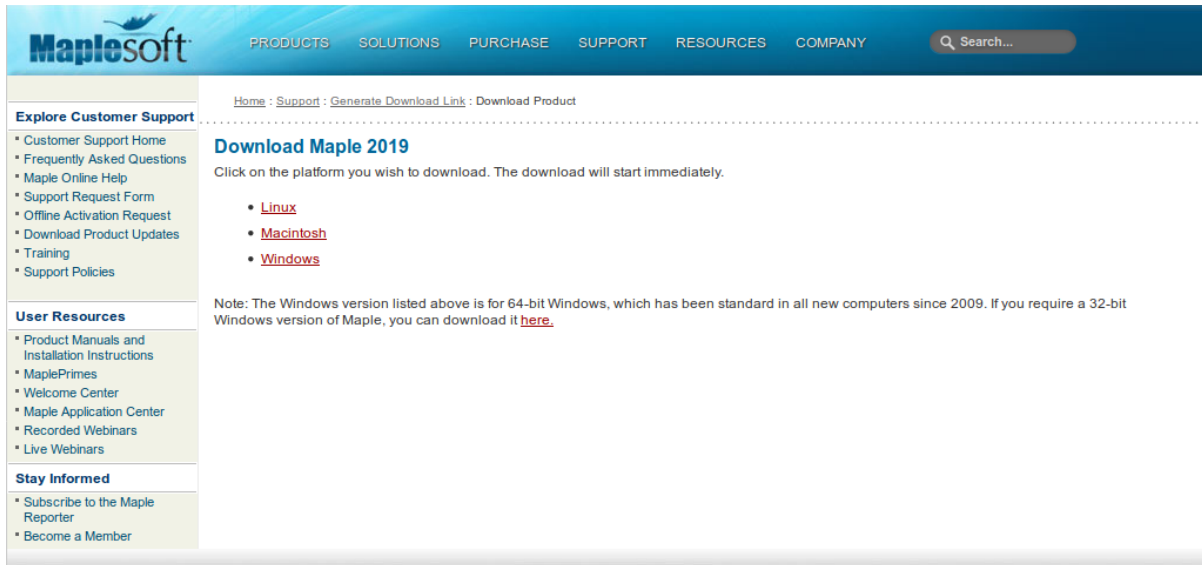 Maplesoft
PRODUCTS SOLUTIONS PURCHASE SUPPORT RESOURCES COMPANY Search...
Home : Support : Generate Download Link : Download Product
Explore Customer Support
Customer Support Home
Frequently Asked Questions
Maple Online Help
Support Request Form
Offline Activation Request
Download Product Updates
Training
Support Policies
User Resources
Product Manuals and
Installation Instructions
MaplePrimes
Welcome Center
Maple Application Center
Recorded Webinars
Live Webinars
Stay Informed
Subscribe to the Maple
Reporter
Become a Member
Download Maple 2019
Click on the platform you wish to download. The download will start immediately.
• Linux
• Macintosh
• Windows
Note: The Windows version listed above is for 64-bit Windows, which has been standard in all new computers since 2009. If you require a 32-bit
Windows version of Maple, you can download it here.